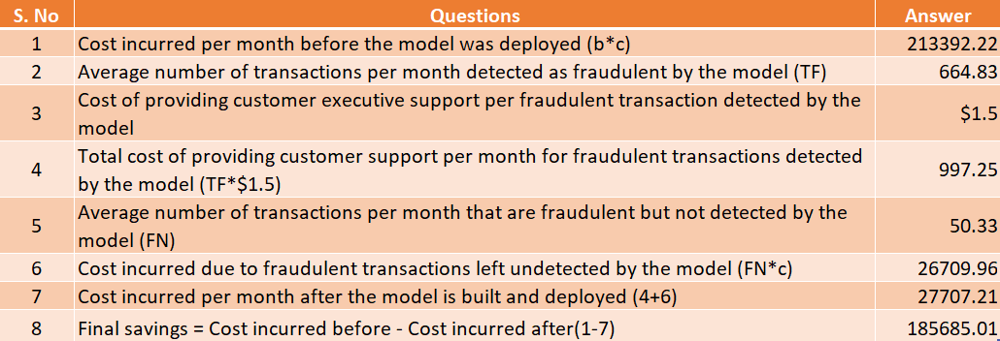 S. No Questions Answer
1 Cost incurred per month before the model was deployed (b*c) 213392.22
2 Average number of transactions per month detected as fraudulent by the model (TF) 664.83
3 Cost of providing customer executive support per fraudulent transaction detected by the
model $1.5
4 Total cost of providing customer support per month for fraudulent transactions detected
by the model (TF*$1.5) 997.25
5 Average number of transactions per month that are fraudulent but not detected by the
model (FN) 50.33
6 Cost incurred due to fraudulent transactions left undetected by the model (FN*c) 26709.96
7 Cost incurred per month after the model is built and deployed (4+6) 27707.21
8 Final savings = Cost incurred before - Cost incurred after(1-7) 185685.01